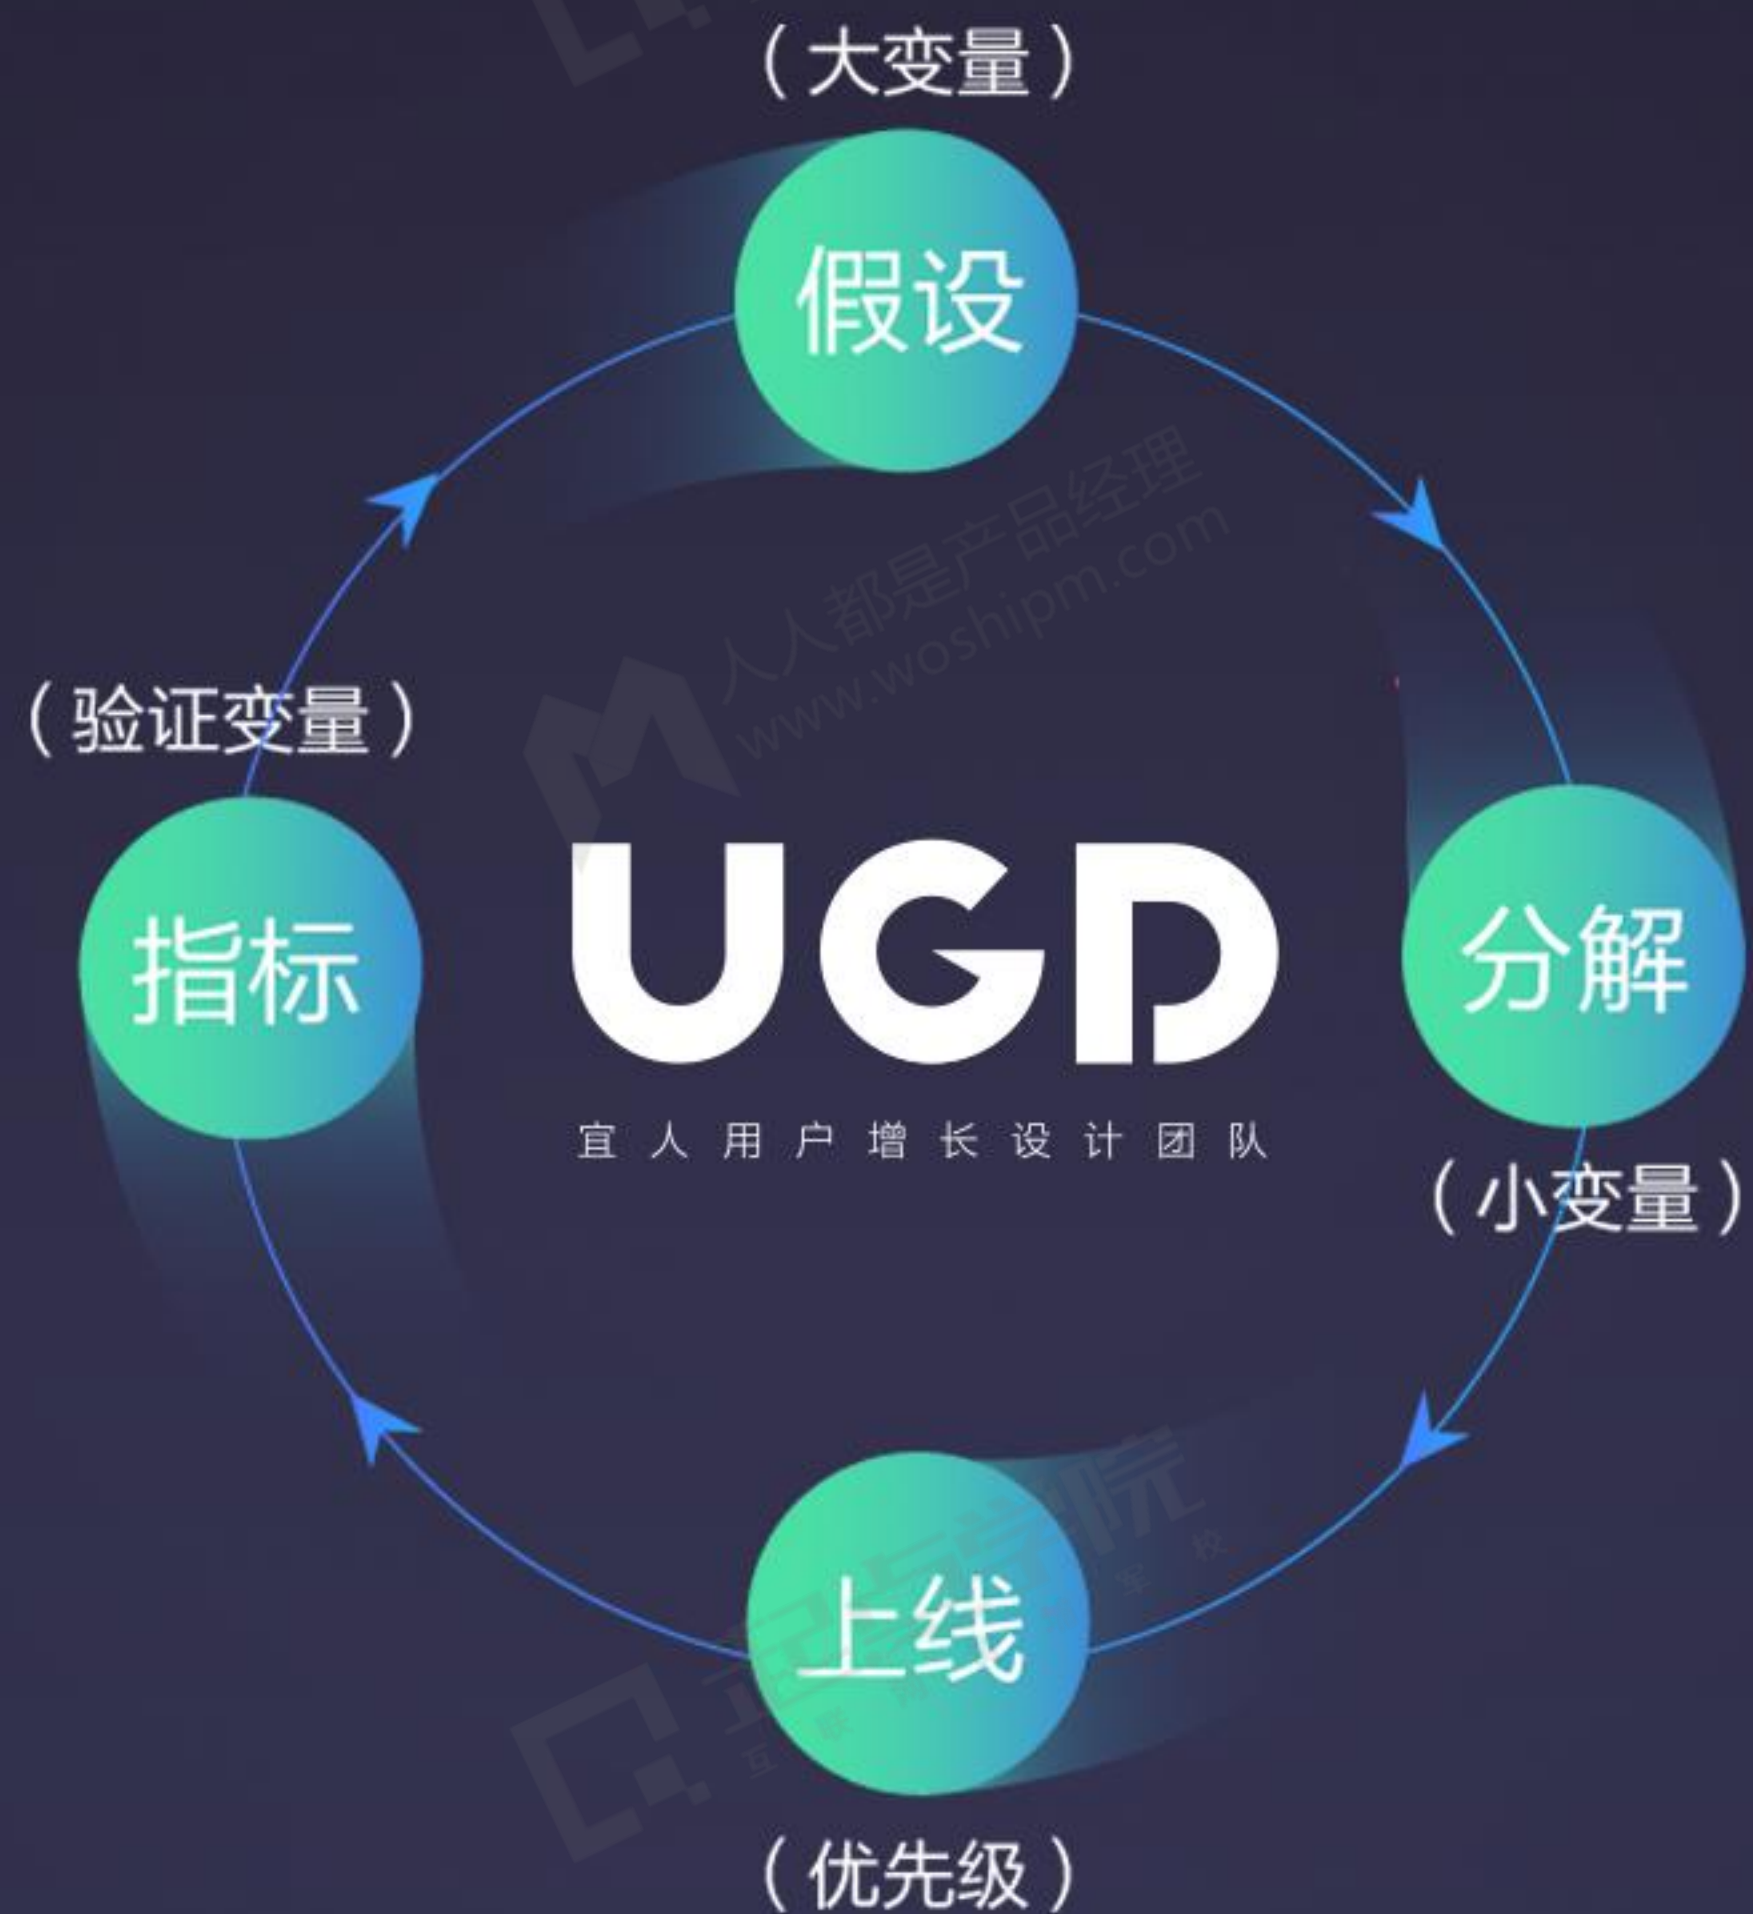 （大变量）
假设
人人都是产品经理
www.woshipm.com
（验证变量）
指标
UGD
宜人用户增长设计团队
分解
（小变量）
上线
（优先级）